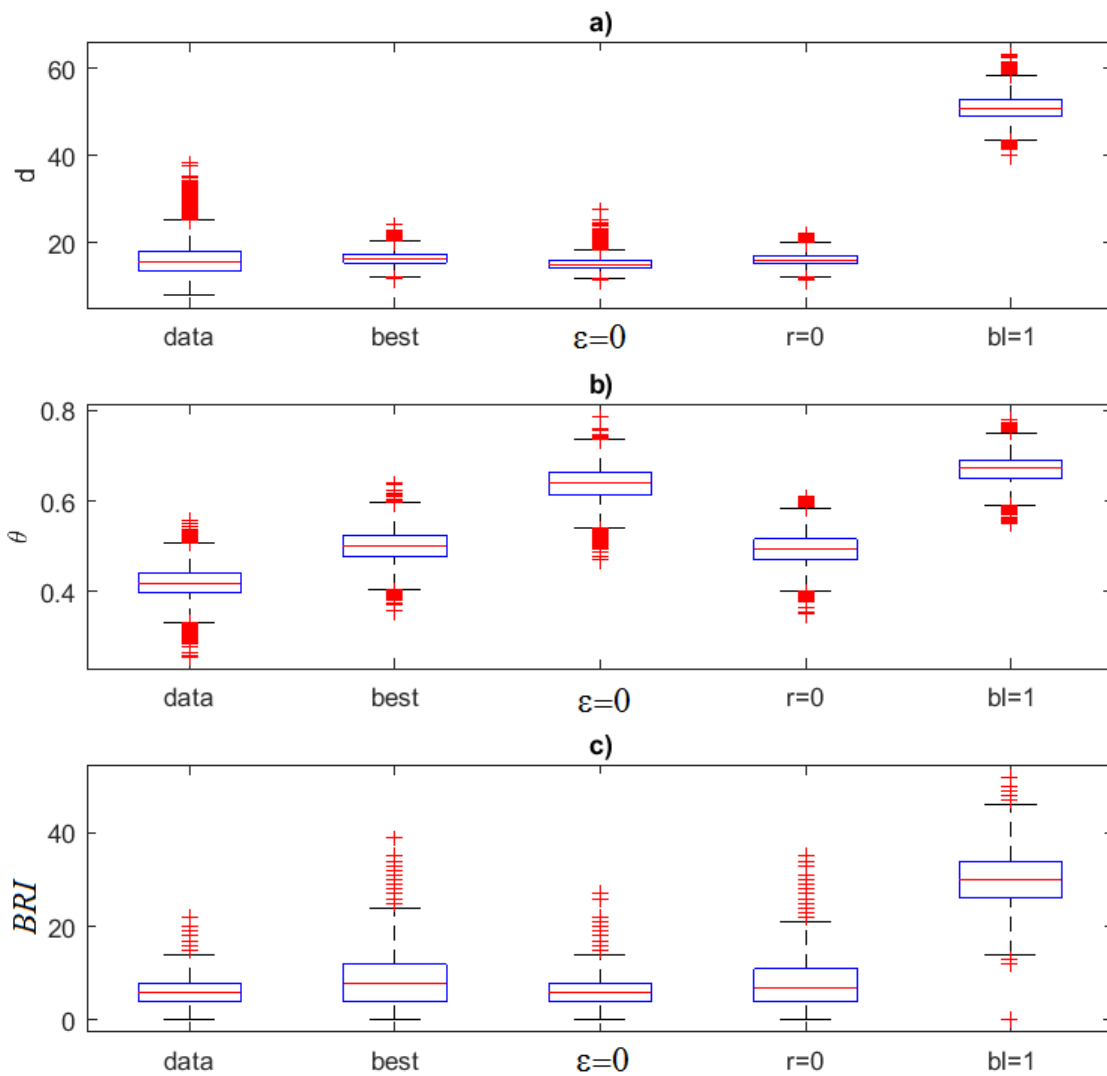 a)
60
40
20
d
data best ε=0 r=0 bl=1
b)
0.8
0.6
0.4
θ
data best ε=0 r=0 bl=1
c)
40
20
0
BRI
data best ε=0 r=0 bl=1